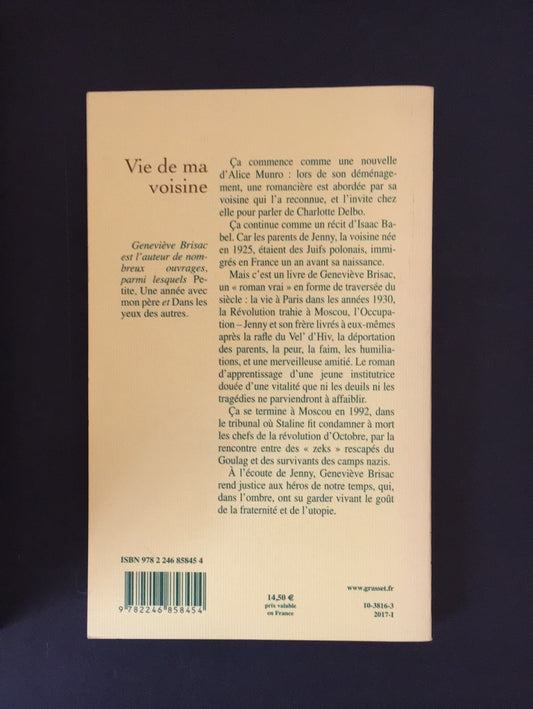 Vie de ma
voisine
Geneviève Brisac
est l'auteur de nom-
breux ouvrages,
parmi lesquels Pe-
tite, Une année avec
mon père et Dans les
yeux des autres.
Ça commence comme une nouvelle
d'Alice Munro : lors de son déménage-
ment, une romancière est abordée par sa
voisine qui l'a reconnue, et l'invite chez
elle pour parler de Charlotte Delbo.
Ça continue comme un récit d'Isaac Ba-
bel. Car les parents de Jenny, la voisine née
en 1925, étaient des Juifs polonais, immi-
grés en France un an avant sa naissance.
Mais c'est un livre de Geneviève Brisac,
un « roman vrai » en forme de traversée du
siècle : la vie à Paris dans les années 1930,
la Révolution trahie à Moscou, l'Occupa-
tion – Jenny et son frère livrés à eux-mêmes
après la rafle du Vel' d'Hiv, la déportation
des parents, la peur, la faim, les humilia-
tions, et une merveilleuse amitié. Le roman
d'apprentissage d'une jeune institutrice
douée d'une vitalité que ni les deuils ni les
tragédies ne parviendront à affaiblir.
Ça se termine à Moscou en 1992, dans
le tribunal où Staline fit condamner à mort
les chefs de la révolution d'Octobre, par la
rencontre entre des « zeks » rescapés du
Goulag et des survivants des camps nazis.
À l'écoute de Jenny, Geneviève Brisac
rend justice aux héros de notre temps, qui,
dans l'ombre, ont su garder vivant le goût
de la fraternité et de l'utopie.
ISBN 978 2 246 85845 4
9 782246 858454
14,50 €
prix valable
en France
www.grasset.fr
10-3816-3
2017-I